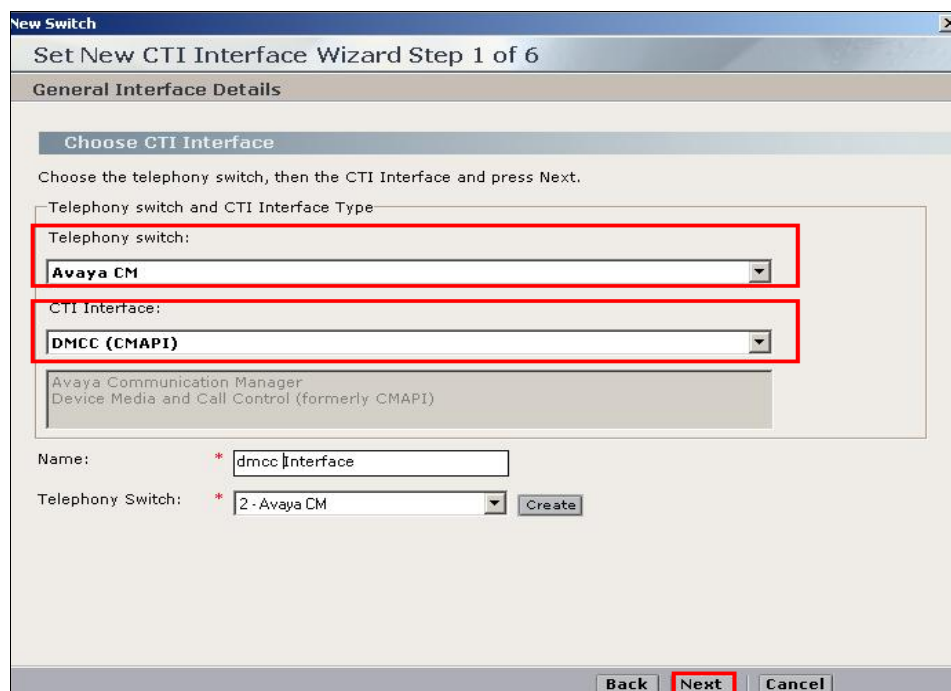 New Switch
Set New CTI Interface Wizard Step 1 of 6
General Interface Details
Choose CTI Interface
Choose the telephony switch, then the CTI Interface and press Next.
Telephony switch and CTI Interface Type
Telephony switch:
Avaya CM
CTI Interface:
DMCC (CMAPI)
Avaya Communication Manager
Device Media and Call Control (formerly CMAPI)
Name: * dmcc Interface
Telephony Switch: * 2 - Avaya CM Create
Back Next Cancel